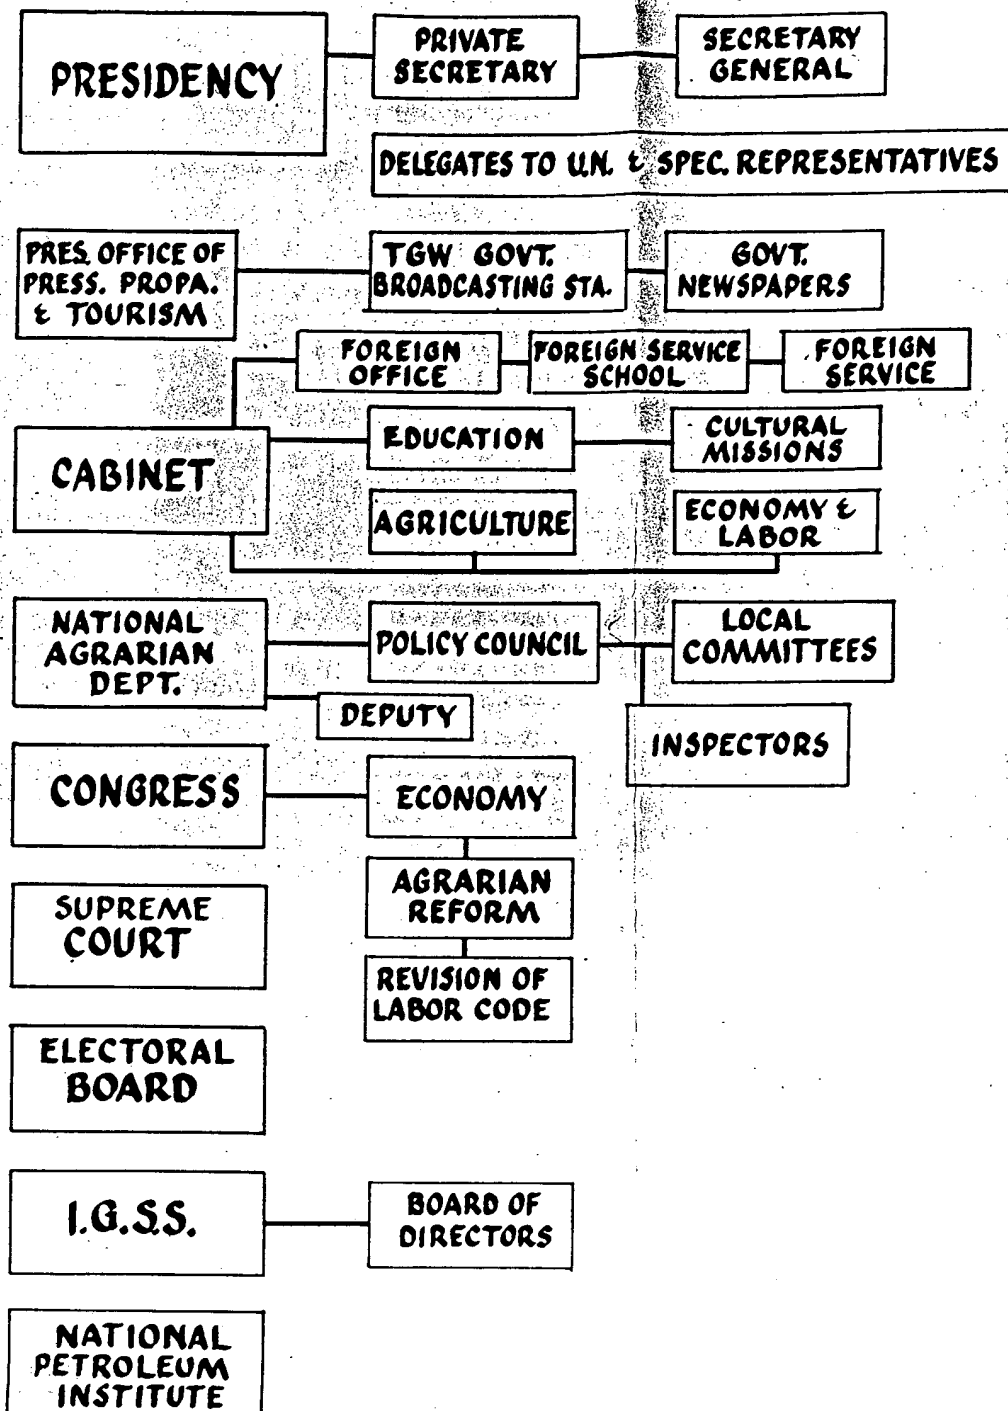 PRESIDENCY
PRIVATE
SECRETARY
SECRETARY
GENERAL
DELEGATES TO U.N. & SPEC. REPRESENTATIVES
PRES. OFFICE OF
PRESS. PROPA.
& TOURISM
TGW GOVT.
BROADCASTING STA.
GOVT.
NEWSPAPERS
FOREIGN
OFFICE
FOREIGN SERVICE
SCHOOL
FOREIGN
SERVICE
CABINET
EDUCATION
CULTURAL
MISSIONS
AGRICULTURE
ECONOMY &
LABOR
NATIONAL
AGRARIAN
DEPT.
POLICY COUNCIL
LOCAL
COMMITTEES
DEPUTY
INSPECTORS
CONGRESS
ECONOMY
AGRARIAN
REFORM
REVISION OF
LABOR CODE
SUPREME
COURT
ELECTORAL
BOARD
I.G.S.S.
BOARD OF
DIRECTORS
NATIONAL
PETROLEUM
INSTITUTE